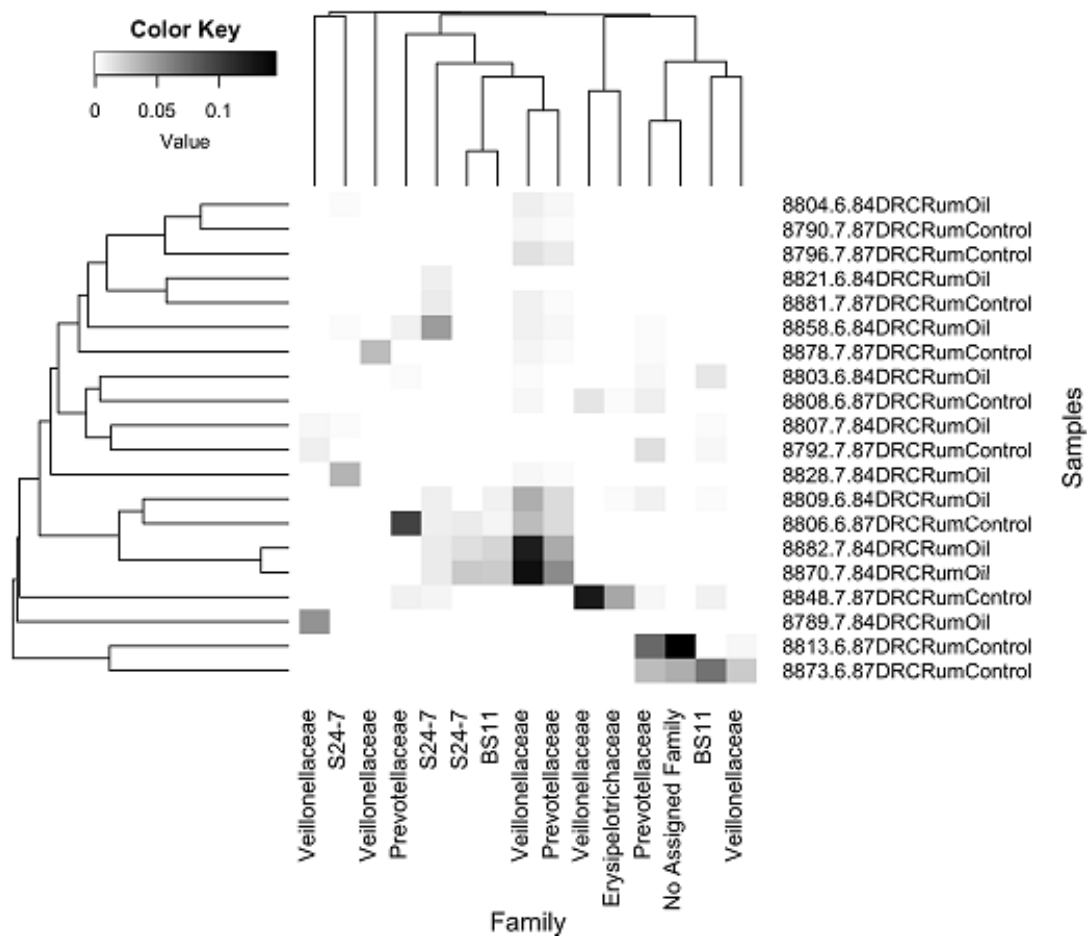 Color Key
0 0.05 0.1
Value
8804.6.84DRCRumOil
8790.7.87DRCRumControl
8796.7.87DRCRumControl
8821.6.84DRCRumOil
8881.7.87DRCRumControl
8858.6.84DRCRumOil
8878.7.87DRCRumControl
8803.6.84DRCRumOil
8808.6.87DRCRumControl
8807.7.84DRCRumOil
8792.7.87DRCRumControl
8828.7.84DRCRumOil
8809.6.84DRCRumOil
8806.6.87DRCRumControl
8882.7.84DRCRumOil
8870.7.84DRCRumOil
8848.7.87DRCRumControl
8789.7.84DRCRumOil
8813.6.87DRCRumControl
8873.6.87DRCRumControl
Samples
Veillonellaceae
S24-7
Veillonellaceae
Prevotellaceae
S24-7
S24-7
BS11
Veillonellaceae
Prevotellaceae
Veillonellaceae
Erysipelotrichaceae
Prevotellaceae
No Assigned Family
BS11
Veillonellaceae
Family